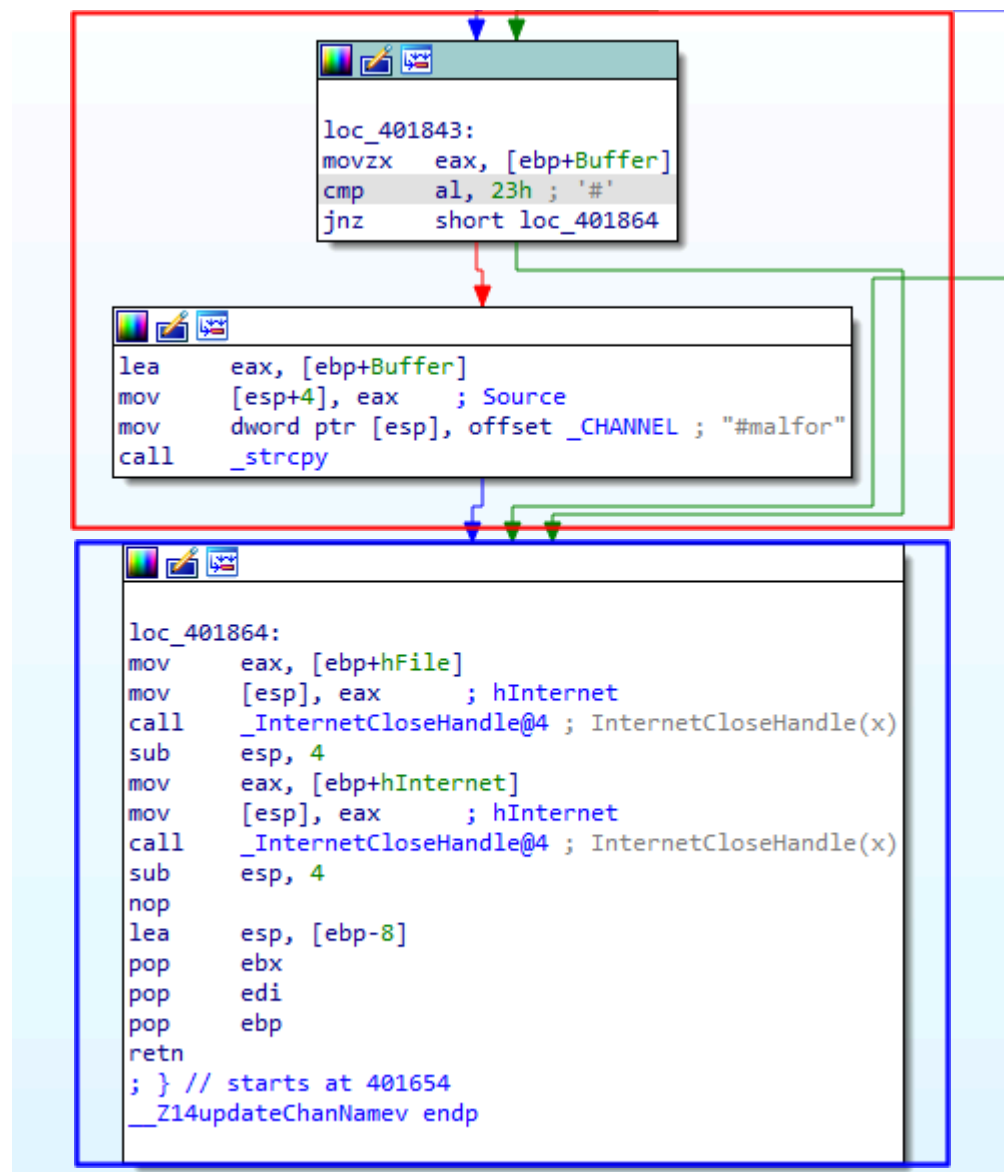 loc_401843:
movzx eax, [ebp+Buffer]
cmp al, 23h ; '#'
jnz short loc_401864
lea eax, [ebp+Buffer]
mov [esp+4], eax ; Source
mov dword ptr [esp], offset _CHANNEL ; "#malfor"
call _strcpy
loc_401864:
mov eax, [ebp+hFile]
mov [esp], eax ; hInternet
call _InternetCloseHandle@4 ; InternetCloseHandle(x)
sub esp, 4
mov eax, [ebp+hInternet]
mov [esp], eax ; hInternet
call _InternetCloseHandle@4 ; InternetCloseHandle(x)
sub esp, 4
nop
lea esp, [ebp-8]
pop ebx
pop edi
pop ebp
retn
; } // starts at 401654
__Z14updateChanNamev endp